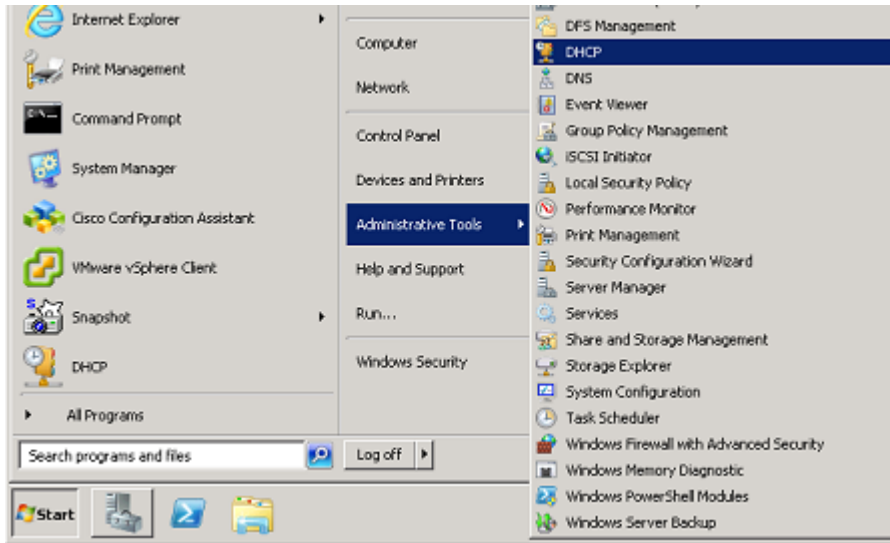 Internet Explorer
Print Management
Command Prompt
System Manager
Cisco Configuration Assistant
VMware vSphere Client
Snapshot
DHCP
All Programs
Search programs and files
Computer
Network
Control Panel
Devices and Printers
Administrative Tools
Help and Support
Run...
Windows Security
Log off
DFS Management
DHCP
DNS
Event Viewer
Group Policy Management
iSCSI Initiator
Local Security Policy
Performance Monitor
Print Management
Security Configuration Wizard
Server Manager
Services
Share and Storage Management
Storage Explorer
System Configuration
Task Scheduler
Windows Firewall with Advanced Security
Windows Memory Diagnostic
Windows PowerShell Modules
Windows Server Backup
Start